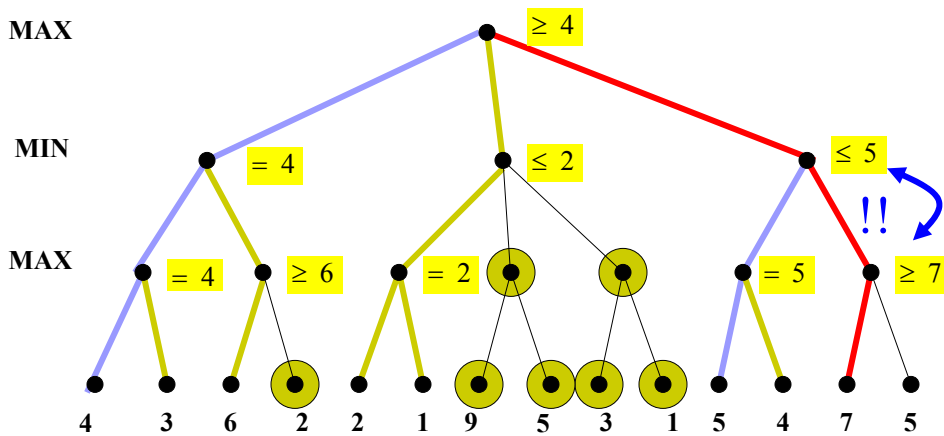 MAX ≥ 4
MIN = 4 ≤ 2 ≤ 5
!!
MAX = 4 ≥ 6 = 2 = 5 ≥ 7
4 3 6 2 2 1 9 5 3 1 5 4 7 5